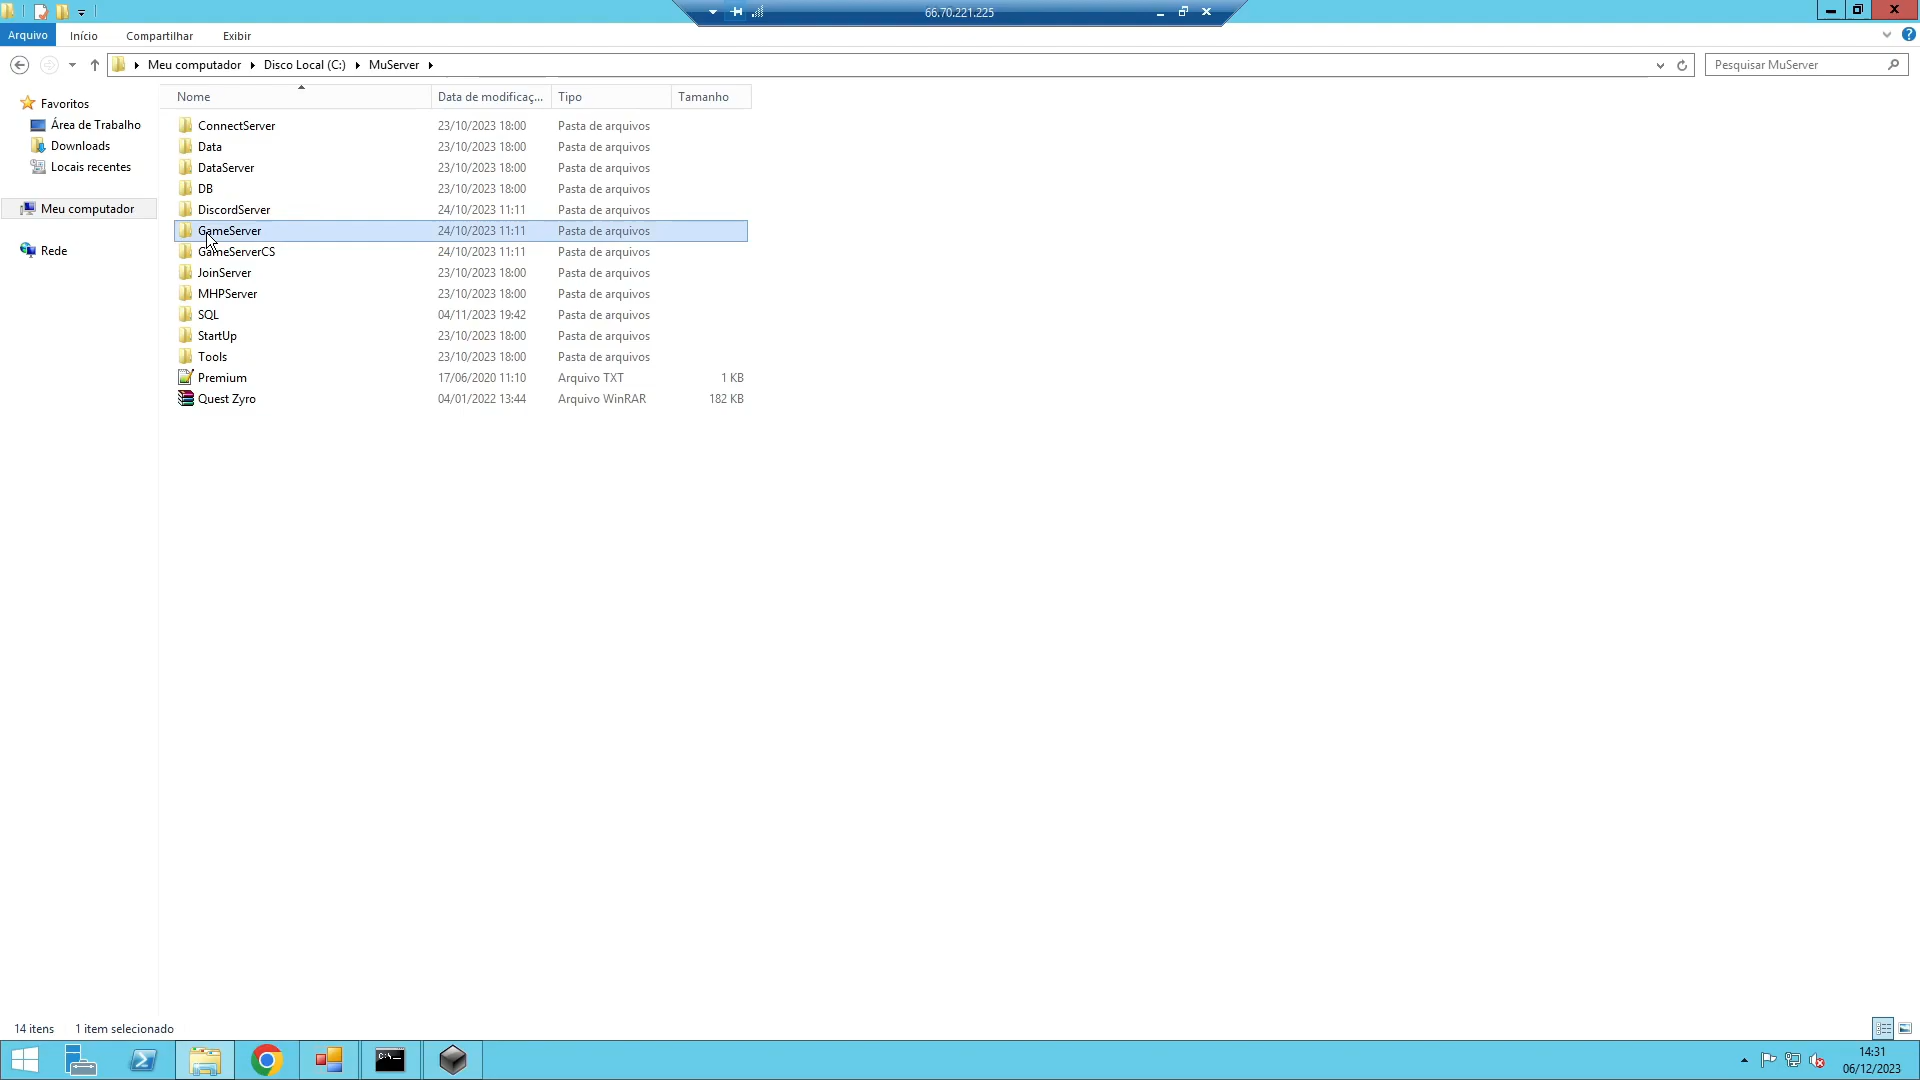 66.70.221.225
Arquivo Início Compartilhar Exibir
Meu computador Disco Local (C:) MuServer Pesquisar MuServer
Nome Data de modificaç... Tipo Tamanho
Favoritos
Área de Trabalho
Downloads
Locais recentes
Meu computador
Rede
ConnectServer 23/10/2023 18:00 Pasta de arquivos
Data 23/10/2023 18:00 Pasta de arquivos
DataServer 23/10/2023 18:00 Pasta de arquivos
DB 23/10/2023 18:00 Pasta de arquivos
DiscordServer 24/10/2023 11:11 Pasta de arquivos
GameServer 24/10/2023 11:11 Pasta de arquivos
GameServerCS 24/10/2023 11:11 Pasta de arquivos
JoinServer 23/10/2023 18:00 Pasta de arquivos
MHPServer 23/10/2023 18:00 Pasta de arquivos
SQL 04/11/2023 19:42 Pasta de arquivos
StartUp 23/10/2023 18:00 Pasta de arquivos
Tools 23/10/2023 18:00 Pasta de arquivos
Premium 17/06/2020 11:10 Arquivo TXT 1 KB
Quest Zyro 04/01/2022 13:44 Arquivo WinRAR 182 KB
14 itens 1 item selecionado
14:31
06/12/2023